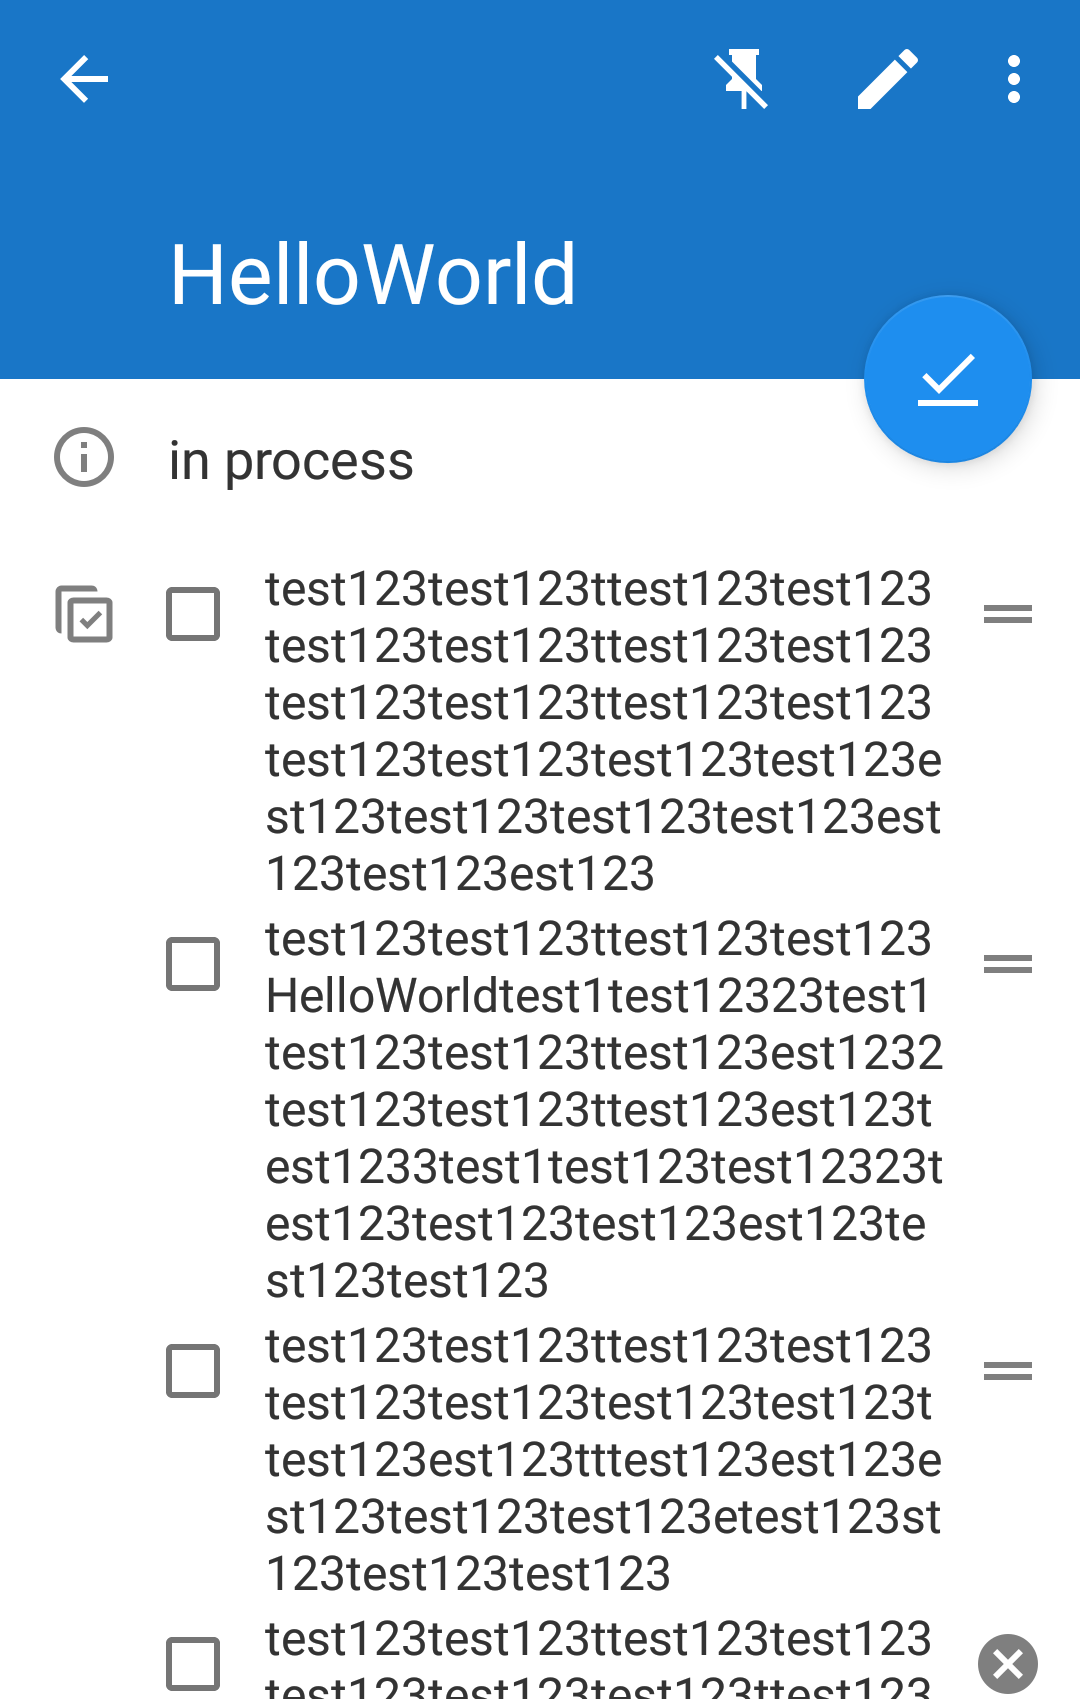 HelloWorld
in process
test123test123ttest123test123
test123test123ttest123test123
test123test123ttest123test123
test123test123test123test123e
st123test123test123test123est
123test123est123
test123test123ttest123test123
HelloWorldtest1test12323test1
test123test123ttest123est1232
test123test123ttest123est123t
est1233test1test123test12323t
est123test123test123est123te
st123test123
test123test123ttest123test123
test123test123test123test123t
test123est123tttest123est123e
st123test123test123etest123st
123test123test123
test123test123ttest123test123
test123test123test123ttest123